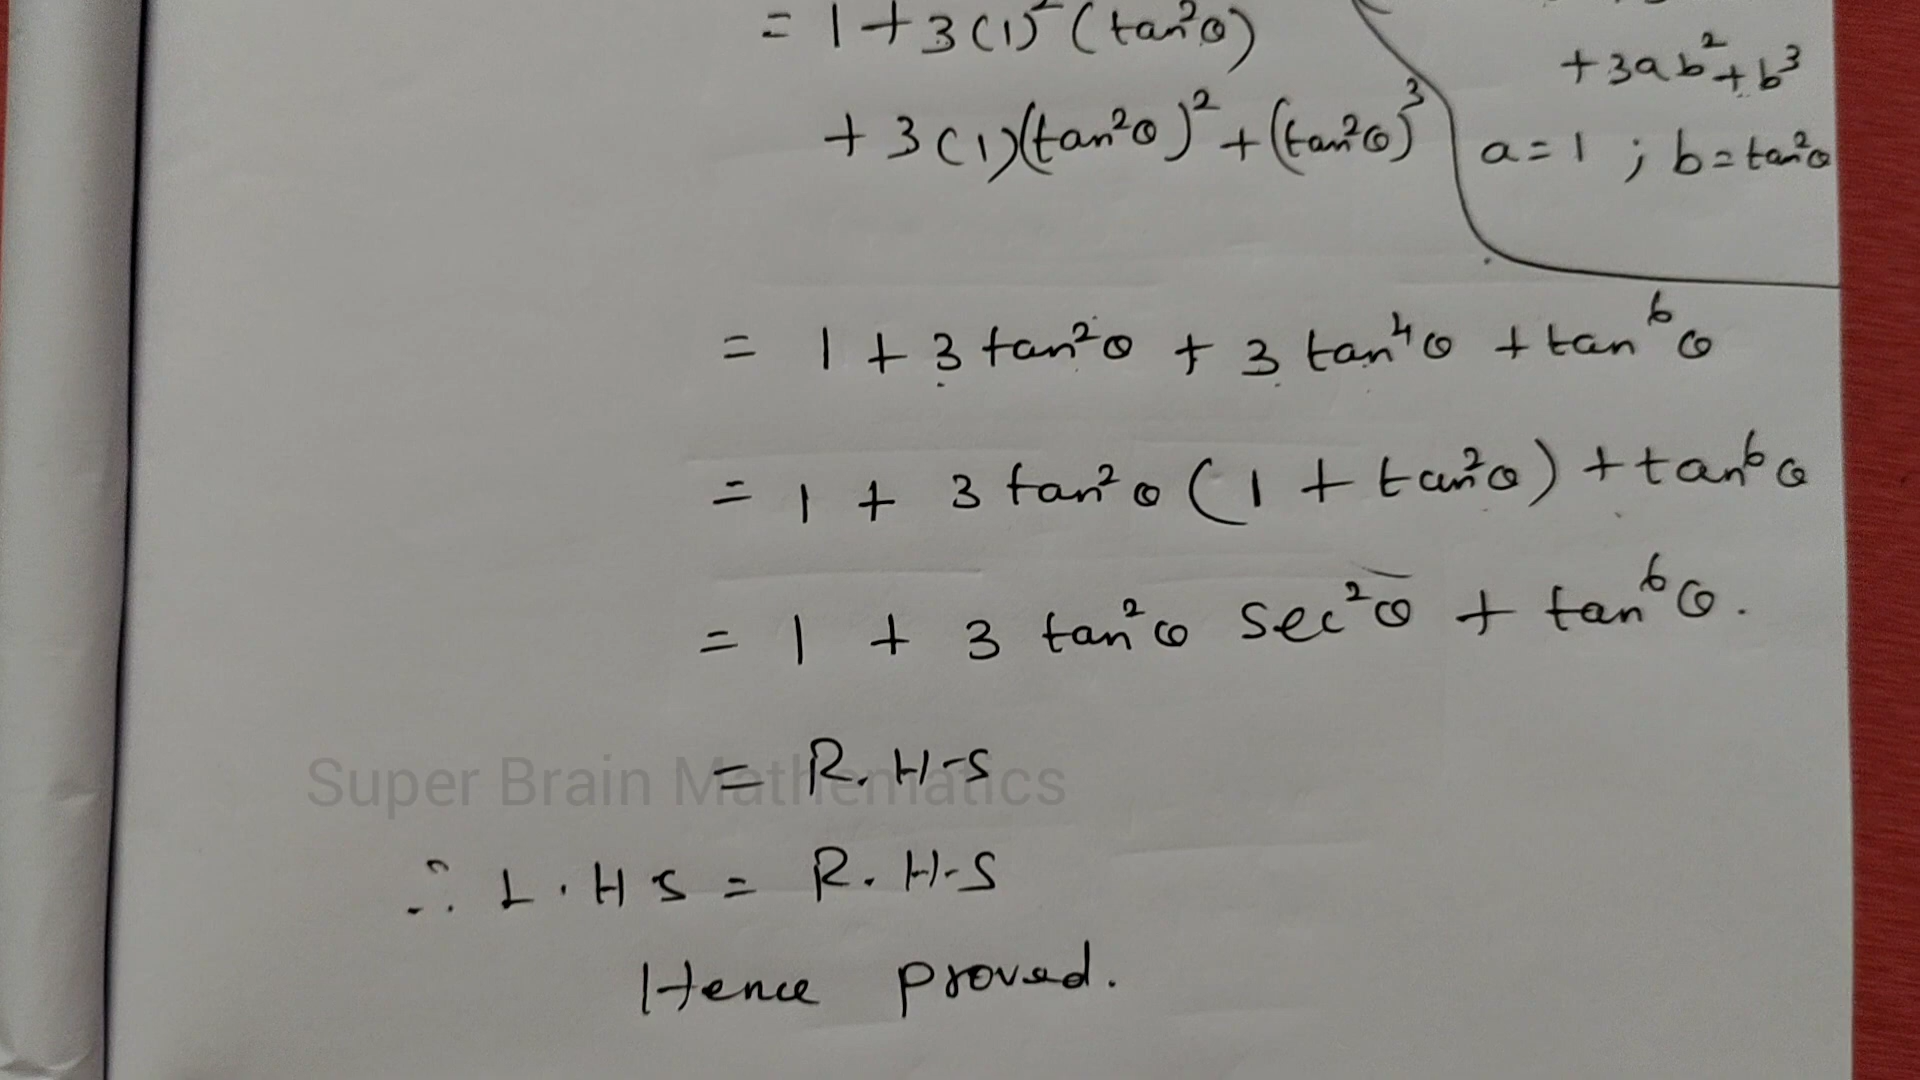 = 1 + 3(1)² (tan²θ)
+ 3(1)(tan²θ)² + (tan²θ)³
+ 3ab² + b³
a = 1 ; b = tan²θ
= 1 + 3 tan²θ + 3 tan⁴θ + tan⁶θ
= 1 + 3 tan²θ (1 + tan²θ) + tan⁶θ
= 1 + 3 tan²θ sec²θ + tan⁶θ.
= R.H.S
Super Brain Mathematics
∴ L.HS = R.H.S
Hence proved.